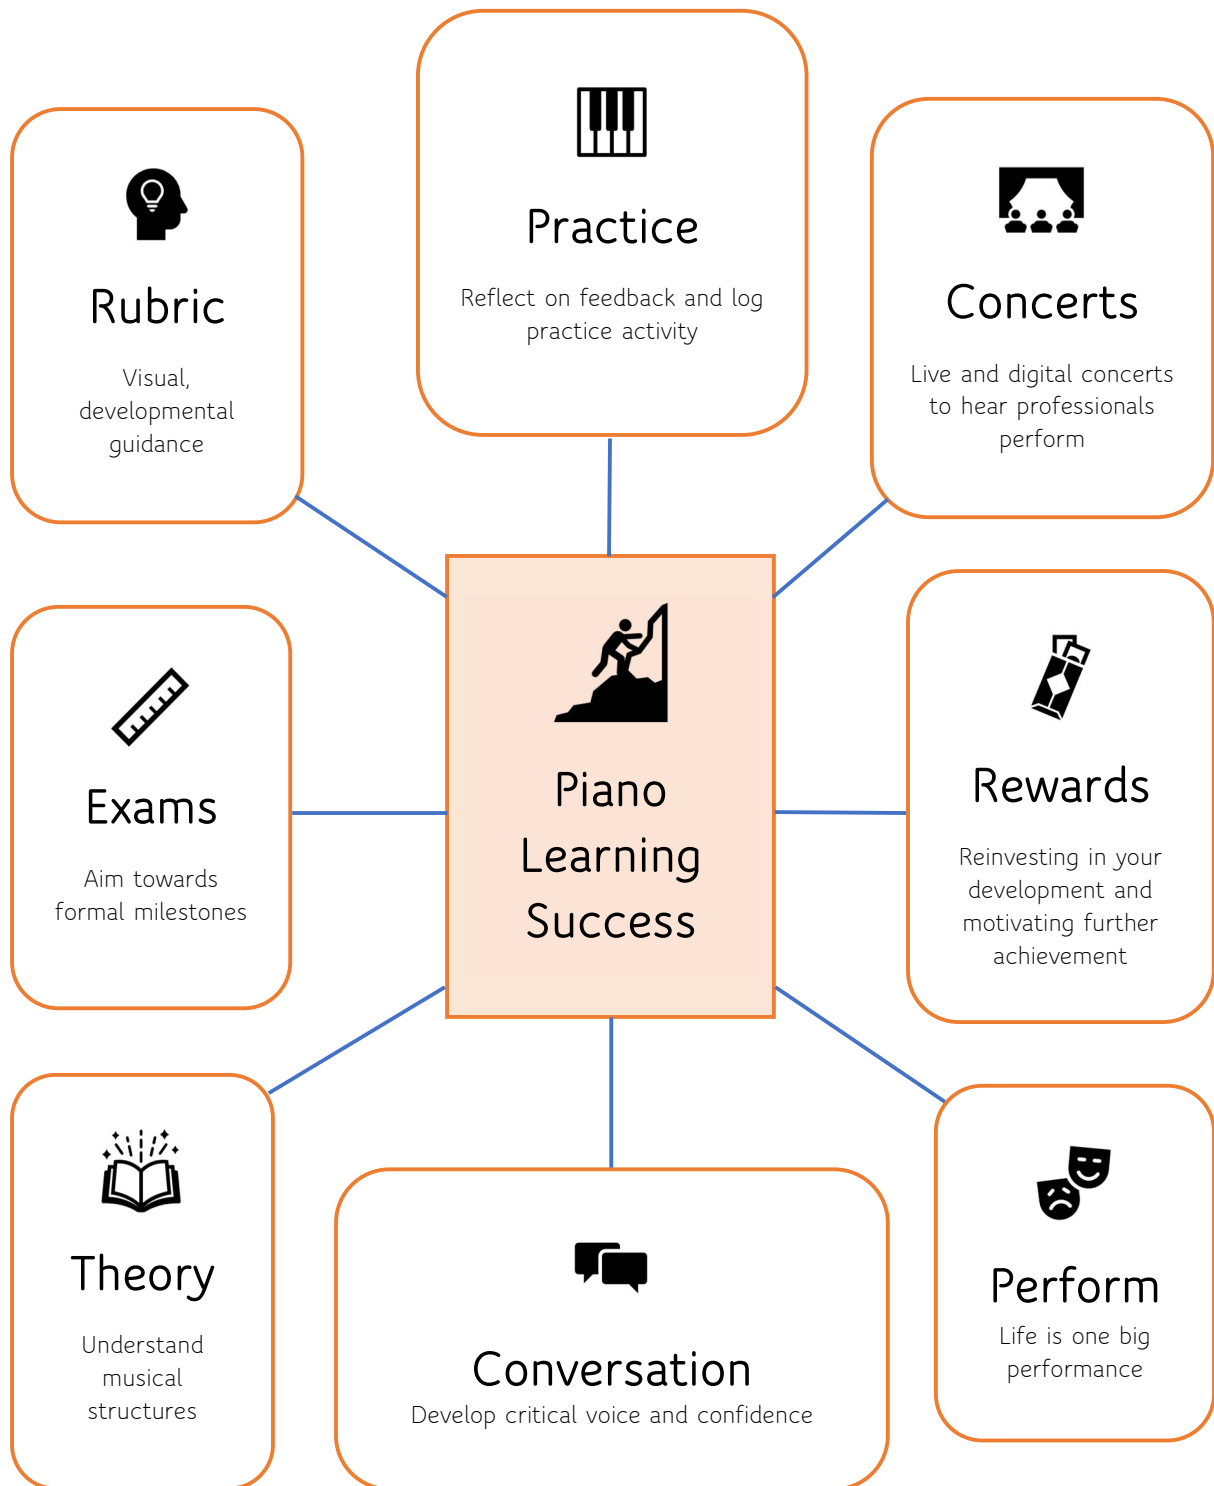 Practice
Reflect on feedback and log
practice activity
Rubric
Visual,
developmental
guidance
Concerts
Live and digital concerts
to hear professionals
perform
Exams
Aim towards
formal milestones
Piano
Learning
Success
Rewards
Reinvesting in your
development and
motivating further
achievement
Theory
Understand
musical
structures
Conversation
Develop critical voice and confidence
Perform
Life is one big
performance